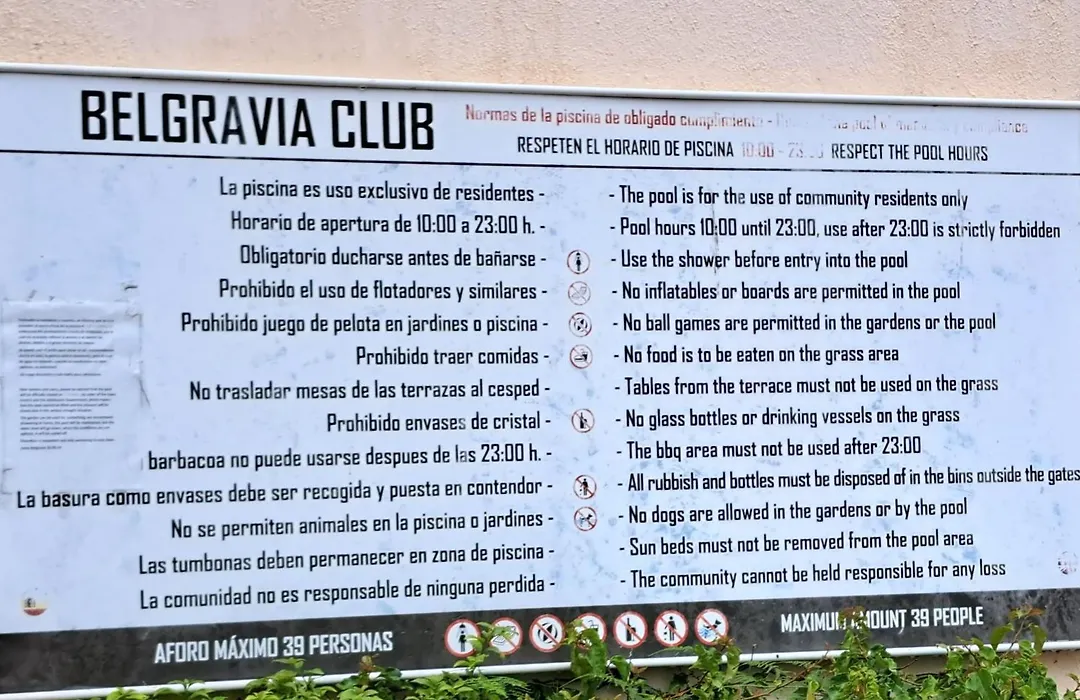 BELGRAVIA CLUB
Normas de la piscina de obligado cumplimiento - the pool of compliance
RESPETEN EL HORARIO DE PISCINA 10:00 - 23 RESPECT THE POOL HOURS
La piscina es uso exclusivo de residentes - - The pool is for the use of community residents only
Horario de apertura de 10:00 a 23:00 h. - - Pool hours 10:00 until 23:00, use after 23:00 is strictly forbidden
Obligatorio ducharse antes de bañarse - - Use the shower before entry into the pool
Prohibido el uso de flotadores y similares - - No inflatables or boards are permitted in the pool
Prohibido juego de pelota en jardines o piscina - - No ball games are permitted in the gardens or the pool
Prohibido traer comidas - - No food is to be eaten on the grass area
No trasladar mesas de las terrazas al cesped - - Tables from the terrace must not be used on the grass
Prohibido envases de cristal - - No glass bottles or drinking vessels on the grass
barbacoa no puede usarse despues de las 23:00 h. - - The bbq area must not be used after 23:00
La basura como envases debe ser recogida y puesta en contendor - - All rubbish and bottles must be disposed of in the bins outside the gates
No se permiten animales en la piscina o jardines - - No dogs are allowed in the gardens or by the pool
Las tumbonas deben permanecer en zona de piscina - - Sun beds must not be removed from the pool area
La comunidad no es responsable de ninguna perdida - - The community cannot be held responsible for any loss
AFORO MÁXIMO 39 PERSONAS MAXIMUM AMOUNT 39 PEOPLE